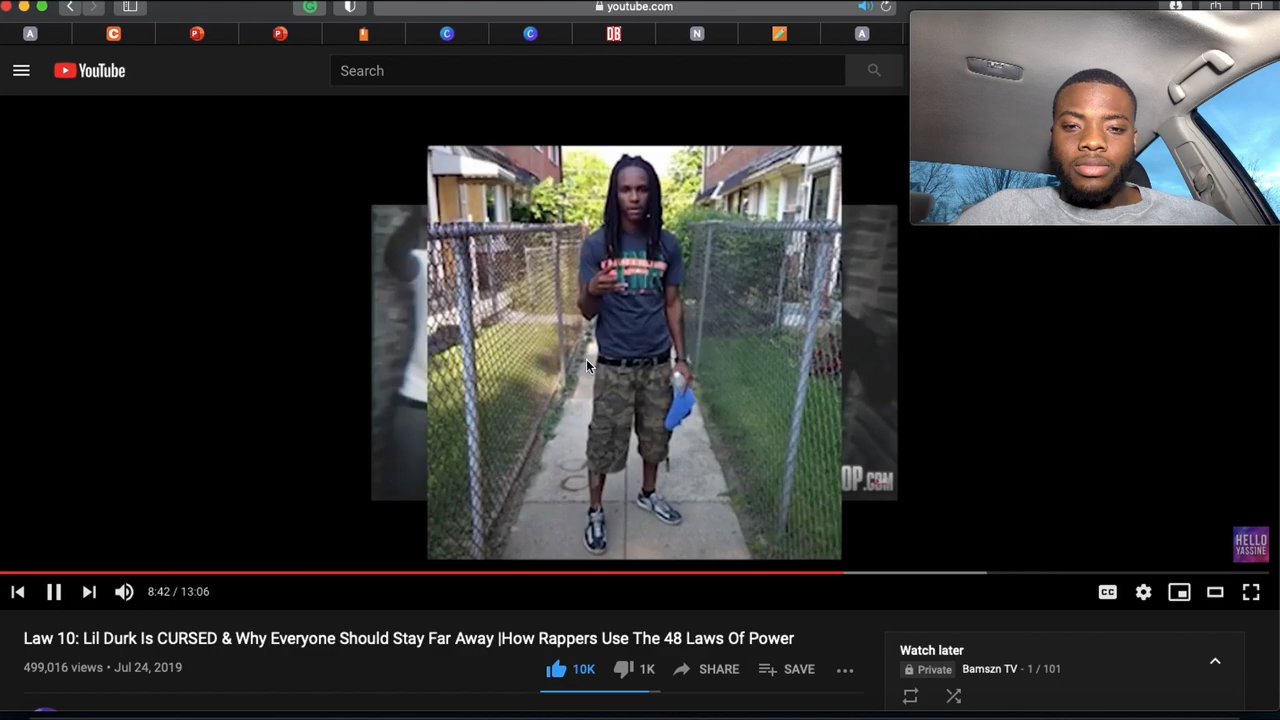 youtube.com
A C P P C C DB N A
YouTube
Search
OP.COM
HELLO
YASSINE
8:42 / 13:06
CC
Law 10: Lil Durk Is CURSED & Why Everyone Should Stay Far Away |How Rappers Use The 48 Laws Of Power
499,016 views • Jul 24, 2019
10K
1K
SHARE
SAVE
Watch later
Private
Bamszn TV - 1 / 101